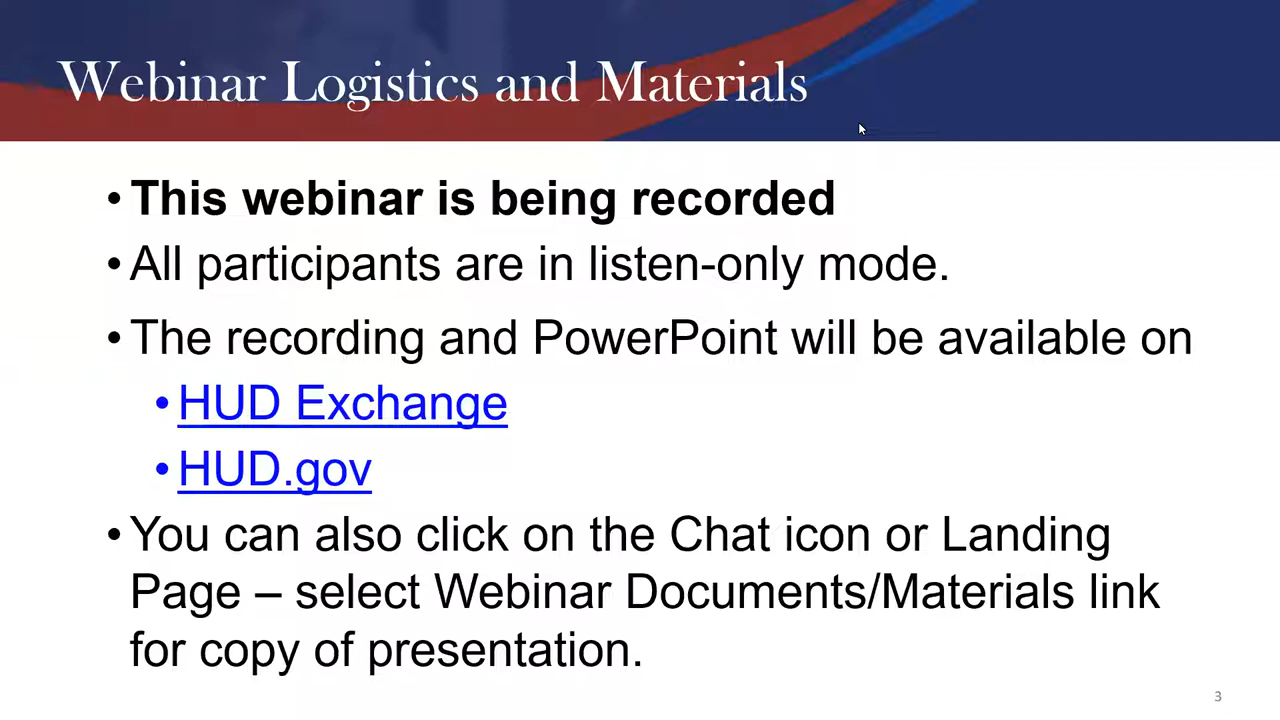 Webinar Logistics and Materials
• This webinar is being recorded
• All participants are in listen-only mode.
• The recording and PowerPoint will be available on
• HUD Exchange
• HUD.gov
• You can also click on the Chat icon or Landing
Page – select Webinar Documents/Materials link
for copy of presentation.
3